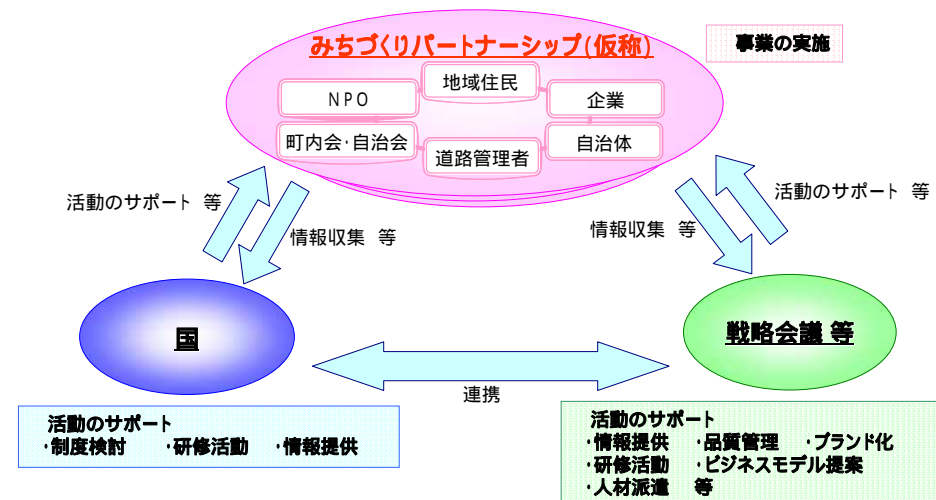 みちづくりパートナーシップ(仮称)
事業の実施
地域住民
NPO
企業
町内会・自治会
自治体
道路管理者
活動のサポート 等
情報収集 等
情報収集 等
活動のサポート 等
国
戦略会議 等
連携
活動のサポート
・制度検討 ・研修活動 ・情報提供
活動のサポート
・情報提供 ・品質管理 ・ブランド化
・研修活動 ・ビジネスモデル提案
・人材派遣 等